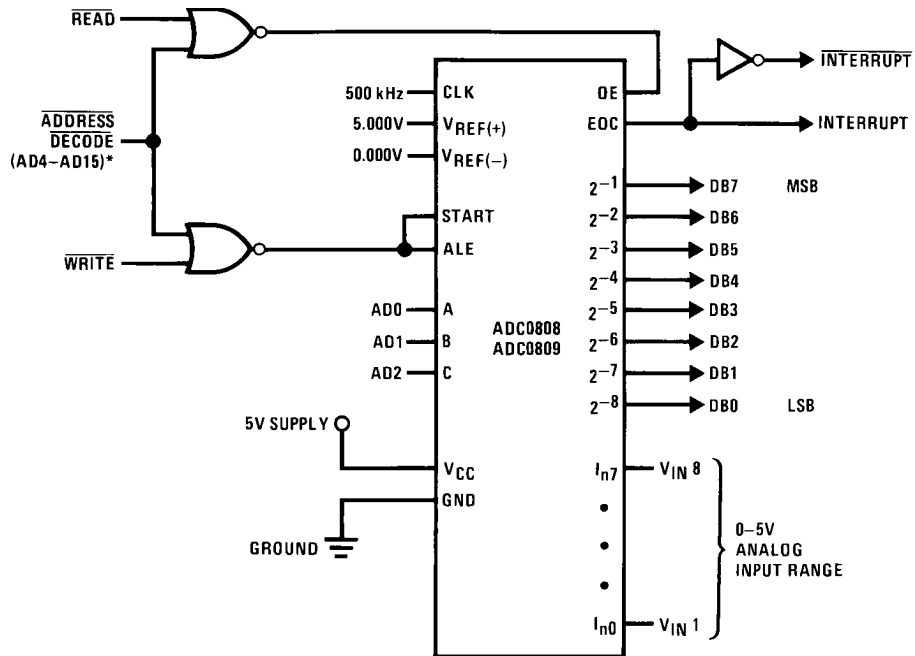 READ
INTERRUPT
500 kHz CLK OE
ADDRESS
DECODE
(AD4–AD15)*
5.000V VREF(+) EOC INTERRUPT
0.000V VREF(−)
2−1 DB7 MSB
START 2−2 DB6
ALE 2−3 DB5
WRITE
2−4 DB4
AD0 A 2−5 DB3
ADC0808
ADC0809
AD1 B 2−6 DB2
AD2 C 2−7 DB1
2−8 DB0 LSB
5V SUPPLY
VCC In7 VIN 8
GND
GROUND
0–5V
ANALOG
INPUT RANGE
In0 VIN 1